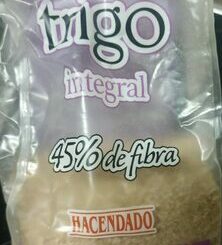 trigo
integral
45% de fibra
HACENDADO